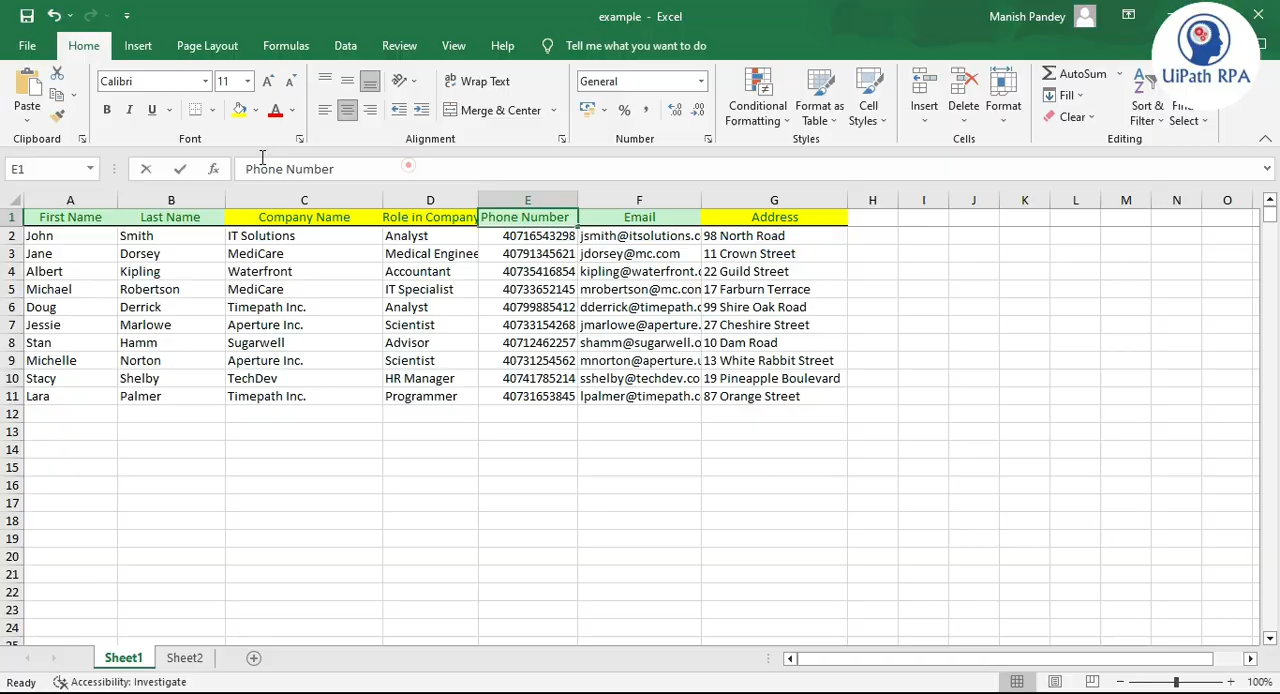 example - Excel
Manish Pandey
UiPath RPA
File Home Insert Page Layout Formulas Data Review View Help Tell me what you want to do
Paste
Calibri 11
B I U
Wrap Text
Merge & Center
General
% ,
Conditional Formatting
Format as Table
Cell Styles
Insert Delete Format
AutoSum
Fill
Clear
Sort & Filter
Select
Clipboard Font Alignment Number Styles Cells Editing
E1 fx Phone Number
A B C D E F G H I J K L M N O
1 First Name Last Name Company Name Role in Company Phone Number Email Address
2 John Smith IT Solutions Analyst 40716543298 jsmith@itsolutions.c 98 North Road
3 Jane Dorsey MediCare Medical Enginee 40791345621 jdorsey@mc.com 11 Crown Street
4 Albert Kipling Waterfront Accountant 40735416854 kipling@waterfront. 22 Guild Street
5 Michael Robertson MediCare IT Specialist 40733652145 mrobertson@mc.com 17 Farburn Terrace
6 Doug Derrick Timepath Inc. Analyst 40799885412 dderrick@timepath. 99 Shire Oak Road
7 Jessie Marlowe Aperture Inc. Scientist 40733154268 jmarlowe@aperture. 27 Cheshire Street
8 Stan Hamm Sugarwell Advisor 40712462257 shamm@sugarwell.o 10 Dam Road
9 Michelle Norton Aperture Inc. Scientist 40731254562 mnorton@aperture.u 13 White Rabbit Street
10 Stacy Shelby TechDev HR Manager 40741785214 sshelby@techdev.co 19 Pineapple Boulevard
11 Lara Palmer Timepath Inc. Programmer 40731653845 lpalmer@timepath. 87 Orange Street
12
13
14
15
16
17
18
19
20
21
22
23
24
Sheet1 Sheet2
Ready Accessibility: Investigate 100%